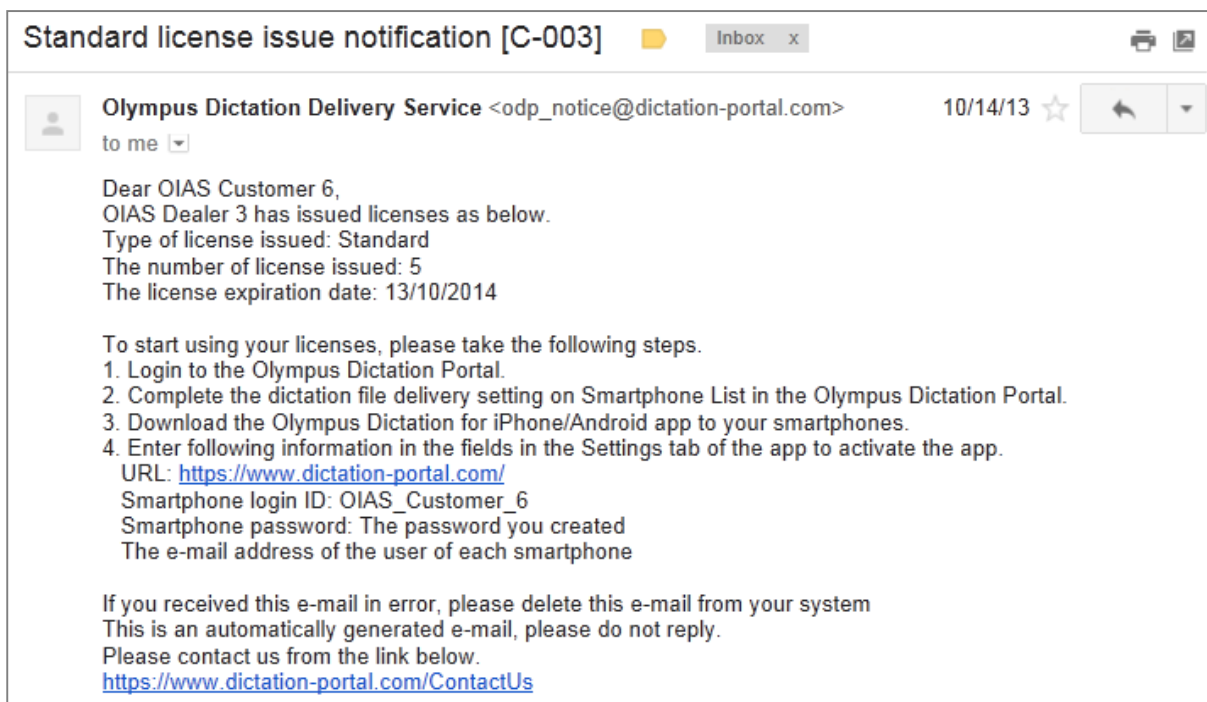 Standard license issue notification [C-003]
Inbox x
Olympus Dictation Delivery Service <odp_notice@dictation-portal.com>
10/14/13
to me
Dear OIAS Customer 6,
OIAS Dealer 3 has issued licenses as below.
Type of license issued: Standard
The number of license issued: 5
The license expiration date: 13/10/2014
To start using your licenses, please take the following steps.
1. Login to the Olympus Dictation Portal.
2. Complete the dictation file delivery setting on Smartphone List in the Olympus Dictation Portal.
3. Download the Olympus Dictation for iPhone/Android app to your smartphones.
4. Enter following information in the fields in the Settings tab of the app to activate the app.
URL: https://www.dictation-portal.com/
Smartphone login ID: OIAS_Customer_6
Smartphone password: The password you created
The e-mail address of the user of each smartphone
If you received this e-mail in error, please delete this e-mail from your system
This is an automatically generated e-mail, please do not reply.
Please contact us from the link below.
https://www.dictation-portal.com/ContactUs